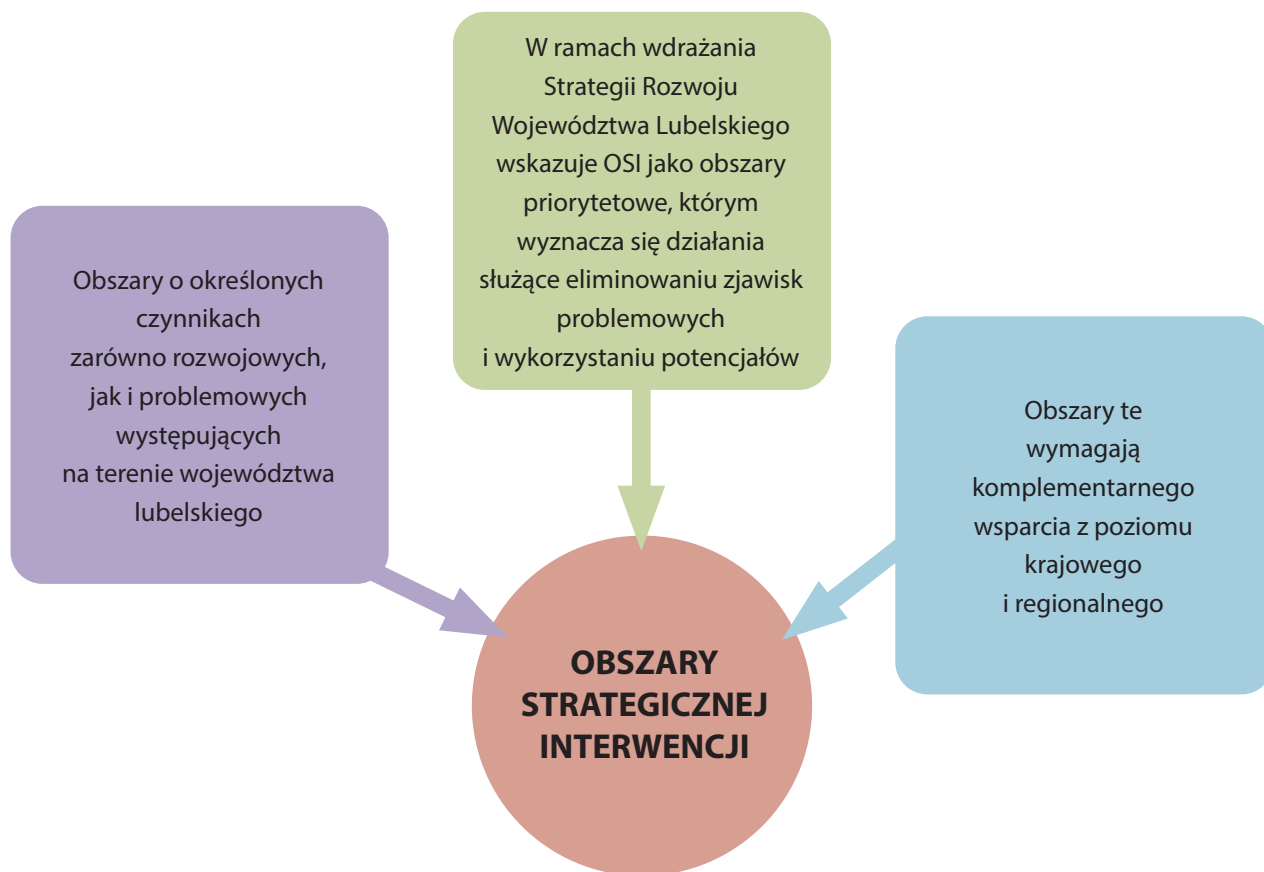 Obszary o określonych
czynnikach
zarówno rozwojowych,
jak i problemowych
występujących
na terenie województwa
lubelskiego
W ramach wdrażania
Strategii Rozwoju
Województwa Lubelskiego
wskazuje OSI jako obszary
priorytetowe, którym
wyznacza się działania
służące eliminowaniu zjawisk
problemowych
i wykorzystaniu potencjałów
Obszary te
wymagają
komplementarnego
wsparcia z poziomu
krajowego
i regionalnego
OBSZARY
STRATEGICZNEJ
INTERWENCJI